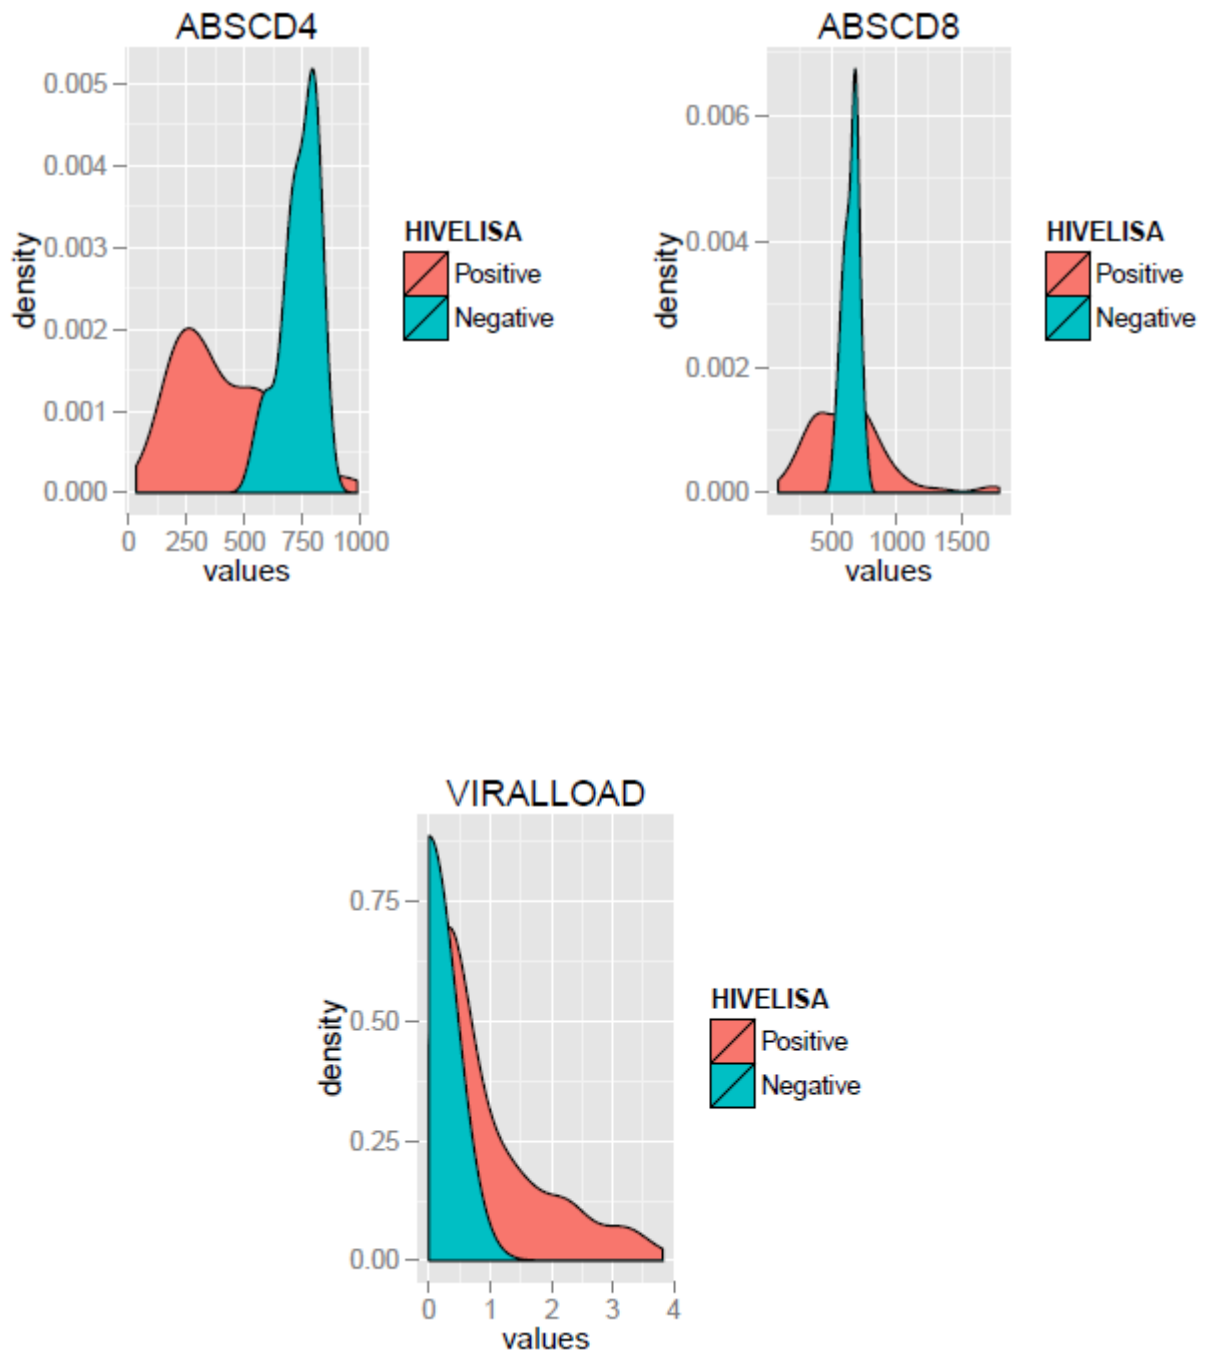 ABSCD4
0.005
0.004
0.003
0.002
0.001
0.000
density
0 250 500 750 1000
values
HIVELISA
Positive
Negative
ABSCD8
0.006
0.004
0.002
0.000
density
500 1000 1500
values
HIVELISA
Positive
Negative
VIRALLOAD
0.75
0.50
0.25
0.00
density
0 1 2 3 4
values
HIVELISA
Positive
Negative